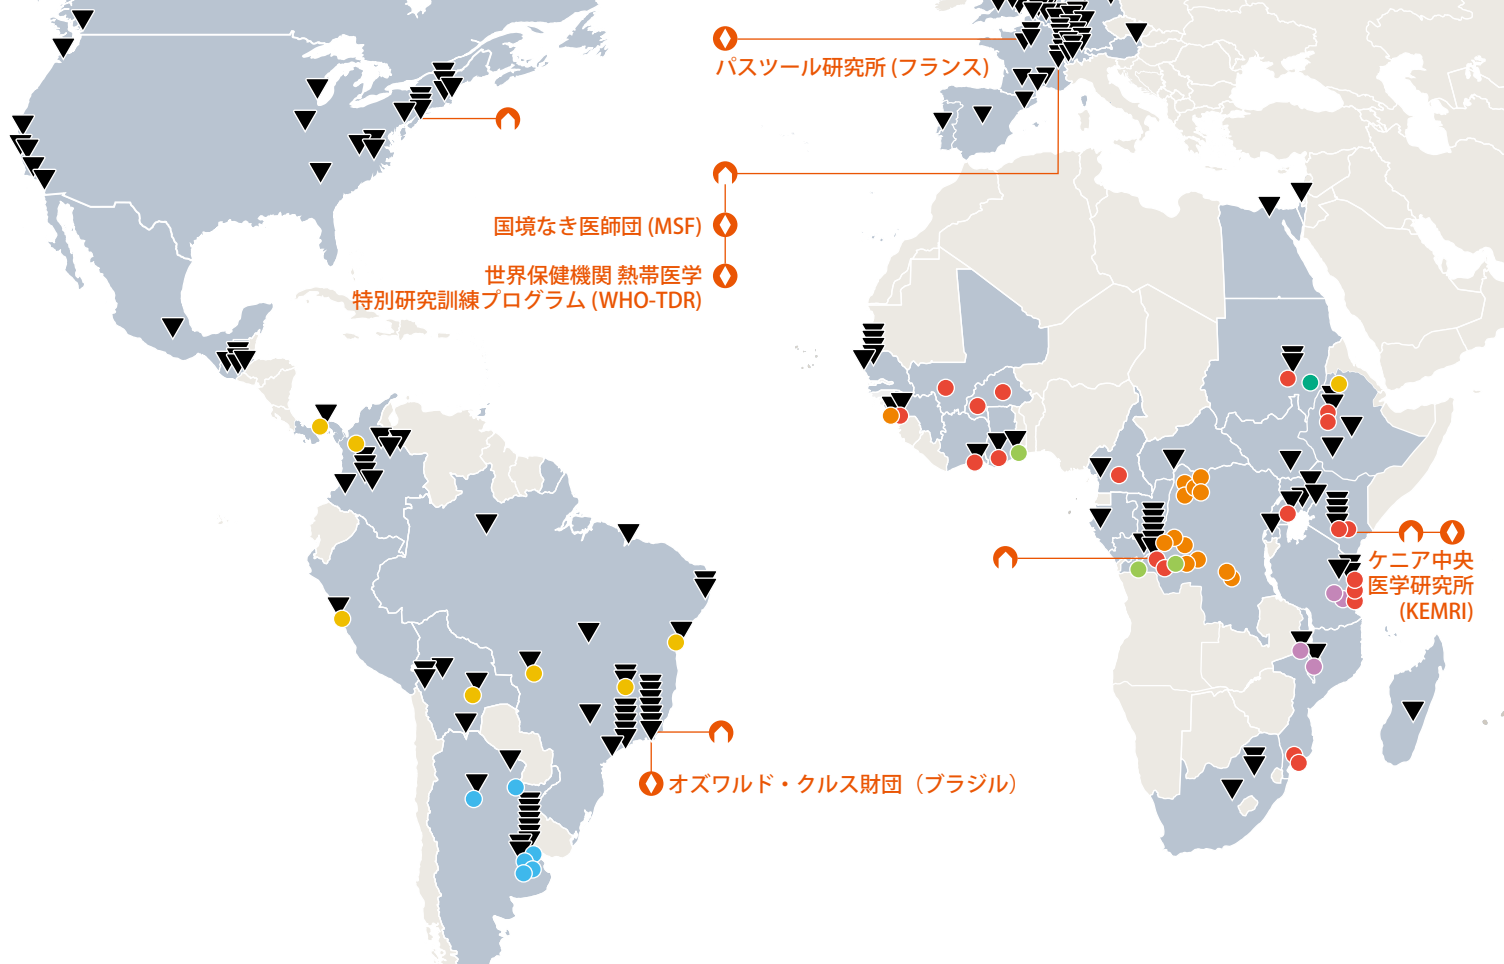 パスツール研究所 (フランス)
国境なき医師団 (MSF)
世界保健機関 熱帯医学
特別研究訓練プログラム (WHO-TDR)
ケニア中央
医学研究所
(KEMRI)
オズワルド・クルス財団（ブラジル）